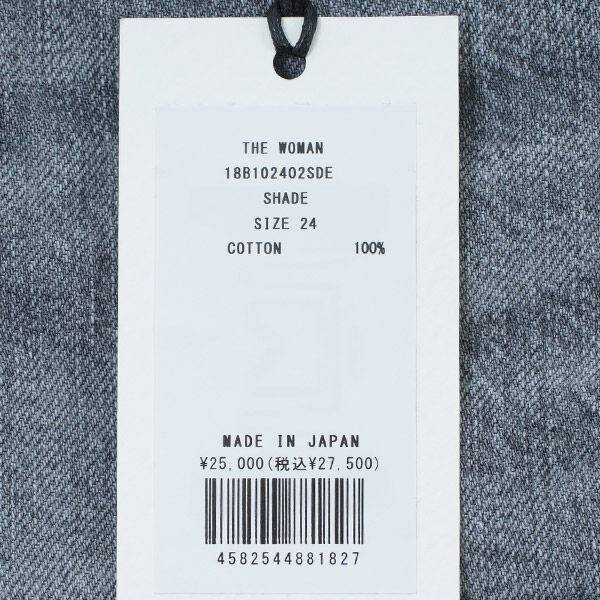 THE WOMAN
18B102402SDE
SHADE
SIZE 24
COTTON 100%
MADE IN JAPAN
¥25,000(税込¥27,500)
4582544881827